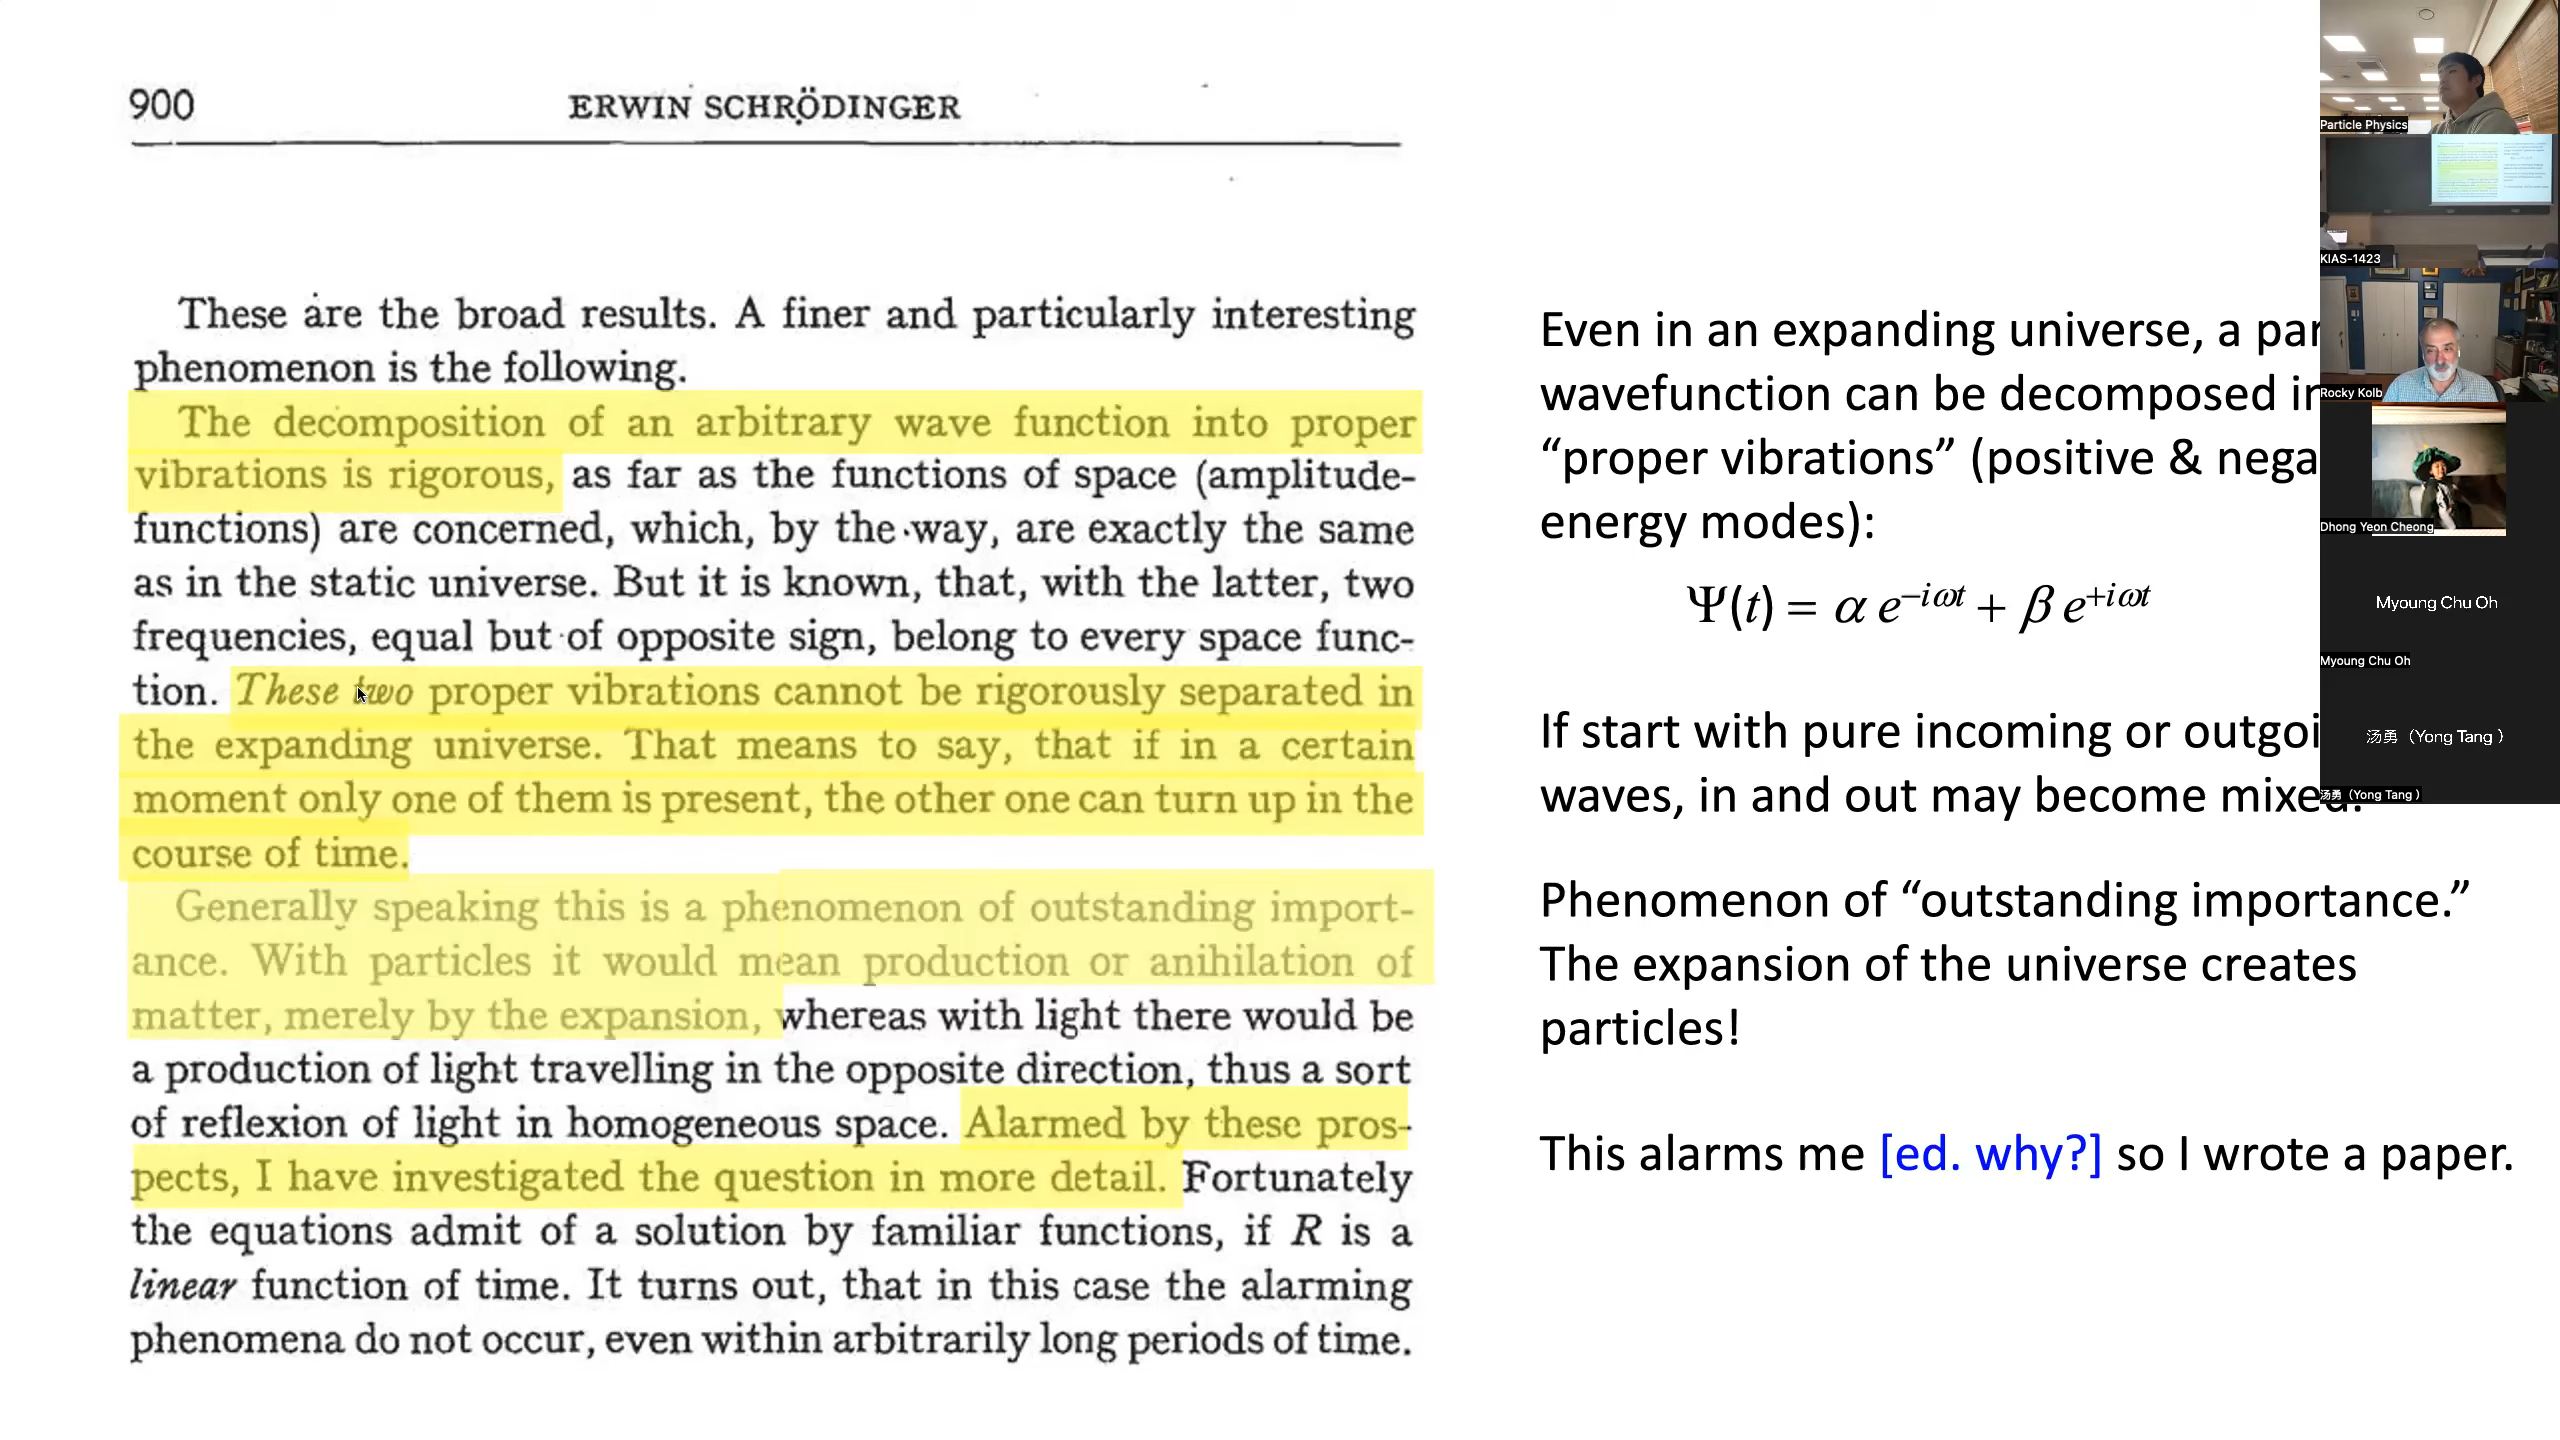 900
ERWIN SCHRÖDINGER
These are the broad results. A finer and particularly interesting
phenomenon is the following.
The decomposition of an arbitrary wave function into proper
vibrations is rigorous, as far as the functions of space (amplitude-
functions) are concerned, which, by the way, are exactly the same
as in the static universe. But it is known, that, with the latter, two
frequencies, equal but of opposite sign, belong to every space func-
tion. These two proper vibrations cannot be rigorously separated in
the expanding universe. That means to say, that if in a certain
moment only one of them is present, the other one can turn up in the
course of time.
Generally speaking this is a phenomenon of outstanding import-
ance. With particles it would mean production or anihilation of
matter, merely by the expansion, whereas with light there would be
a production of light travelling in the opposite direction, thus a sort
of reflexion of light in homogeneous space. Alarmed by these pros-
pects, I have investigated the question in more detail. Fortunately
the equations admit of a solution by familiar functions, if R is a
linear function of time. It turns out, that in this case the alarming
phenomena do not occur, even within arbitrarily long periods of time.
Even in an expanding universe, a
wavefunction can be decomposed
“proper vibrations” (positive &
energy modes):
Ψ(t) = α e^{−iωt} + β e^{+iωt}
If start with pure incoming or
waves, in and out may become mixed.
Phenomenon of “outstanding importance.”
The expansion of the universe creates
particles!
This alarms me [ed. why?] so I wrote a paper.
Particle Physics
KIAS-1423
Rocky Kolb
Dhong Yeon Cheong
Myoung Chu Oh
Myoung Chu Oh
汤勇（Yong Tang）
汤勇（Yong Tang）